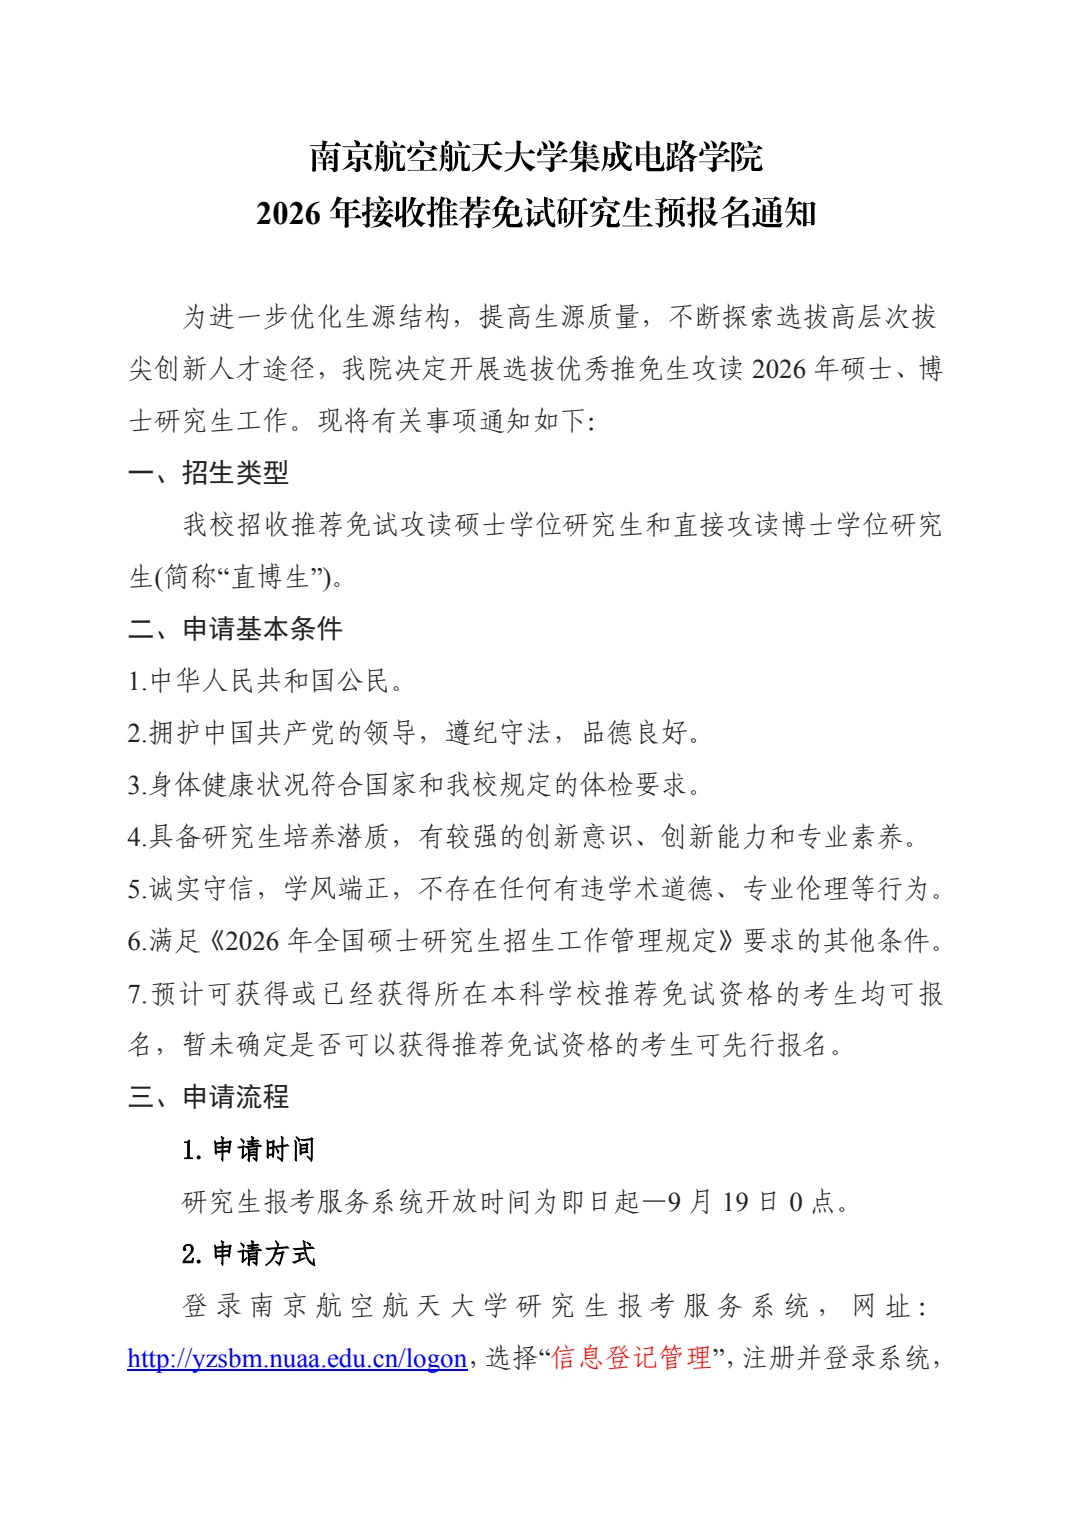 南京航空航天大学集成电路学院
2026 年接收推荐免试研究生预报名通知
为进一步优化生源结构，提高生源质量，不断探索选拔高层次拔
尖创新人才途径，我院决定开展选拔优秀推免生攻读 2026 年硕士、博
士研究生工作。现将有关事项通知如下：
一、招生类型
我校招收推荐免试攻读硕士学位研究生和直接攻读博士学位研究
生(简称“直博生”)。
二、申请基本条件
1.中华人民共和国公民。
2.拥护中国共产党的领导，遵纪守法，品德良好。
3.身体健康状况符合国家和我校规定的体检要求。
4.具备研究生培养潜质，有较强的创新意识、创新能力和专业素养。
5.诚实守信，学风端正，不存在任何有违学术道德、专业伦理等行为。
6.满足《2026 年全国硕士研究生招生工作管理规定》要求的其他条件。
7.预计可获得或已经获得所在本科学校推荐免试资格的考生均可报
名，暂未确定是否可以获得推荐免试资格的考生可先行报名。
三、申请流程
1. 申请时间
研究生报考服务系统开放时间为即日起—9 月 19 日 0 点。
2. 申请方式
登录南京航空航天大学研究生报考服务系统，网址：
http://yzsbm.nuaa.edu.cn/logon，选择“信息登记管理”，注册并登录系统，